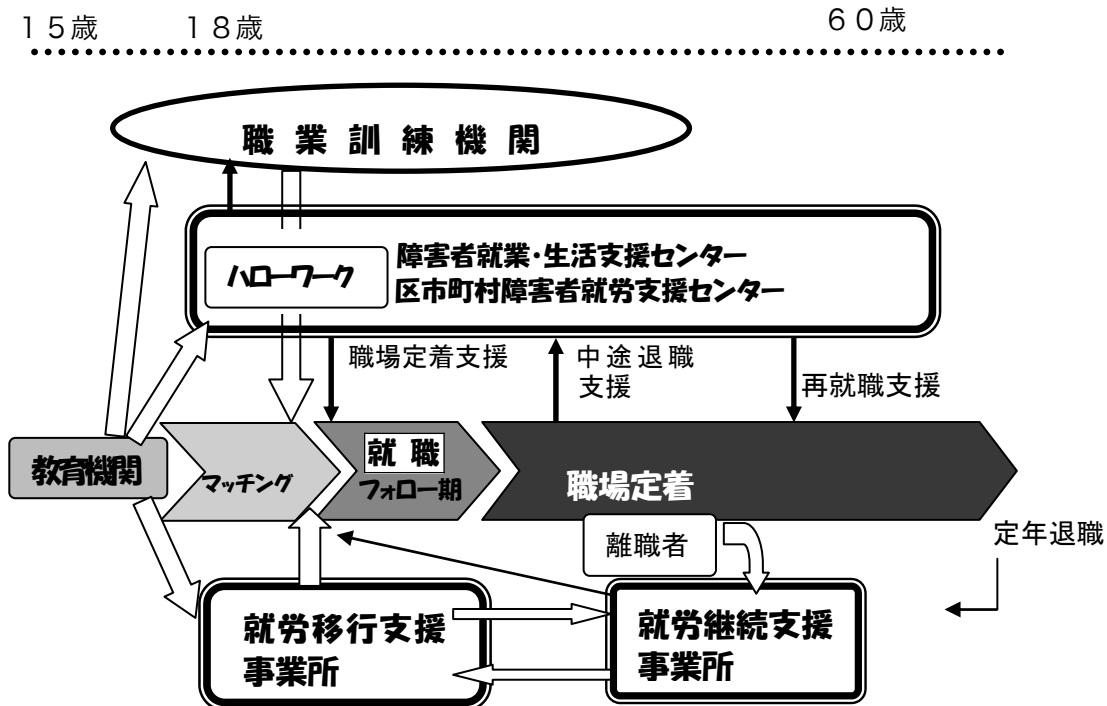 １５歳 １８歳 ６０歳
職業訓練機関
ハローワーク
障害者就業・生活支援センター
区市町村障害者就労支援センター
職場定着支援
中途退職
支援
再就職支援
教育機関
マッチング
就職
フォロー期
職場定着
離職者
定年退職
就労移行支援
事業所
就労継続支援
事業所